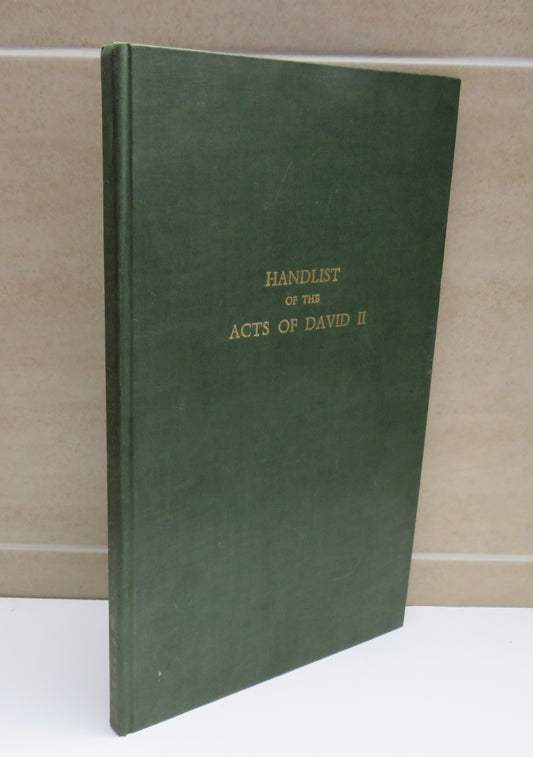 HANDLIST
OF THE
ACTS OF DAVID II